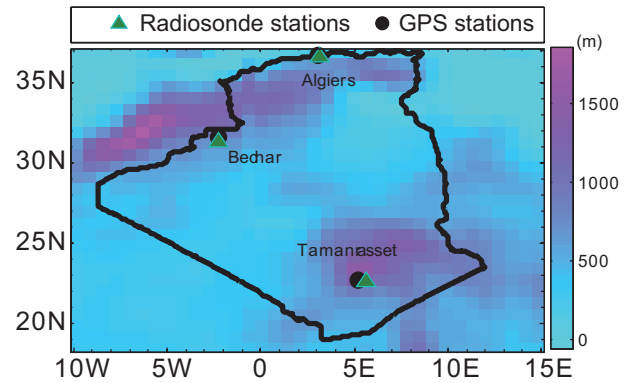 Radiosonde stations GPS stations
(m)
35N
30N
25N
20N
10W 5W 0 5E 10E 15E
Algiers
Bechar
Tamanrasset
1500
1000
500
0